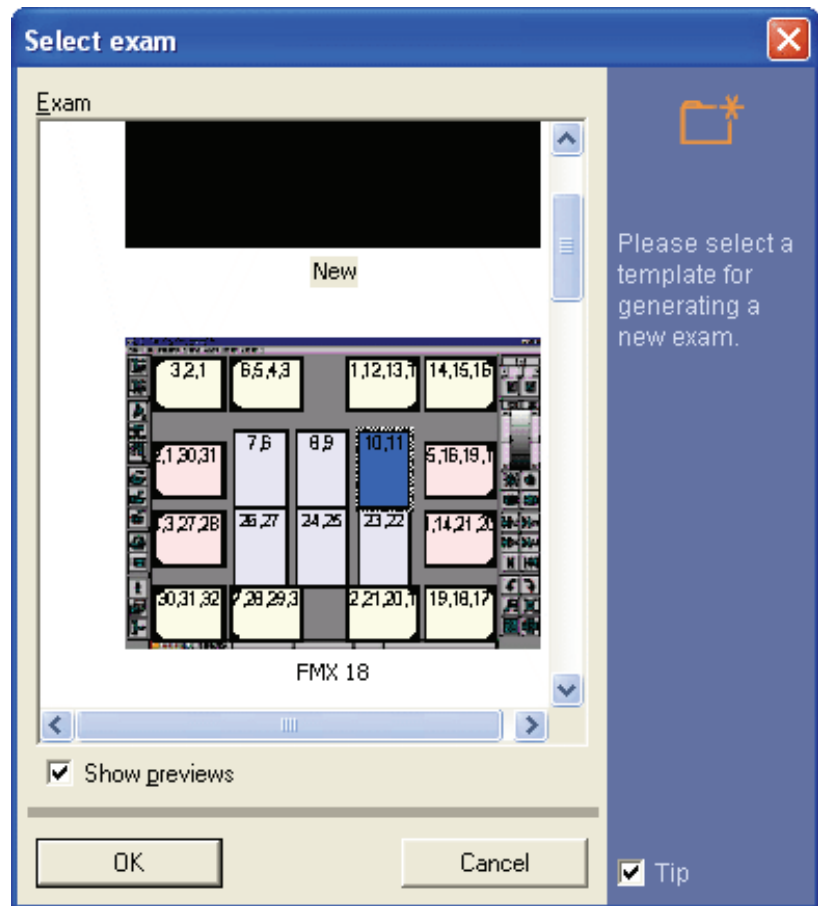 Select exam
Exam
New
3,2,1 6,5,4,3 1,12,13,1 14,15,16
2,1,30,31 7,6 8,9 10,11 5,16,19,1
,3,27,28 26,27 24,25 23,22 1,14,21,20
30,31,32 7,28,29,3 2,21,20,1 19,18,17
FMX 18
Show previews
OK
Cancel
Please select a
template for
generating a
new exam.
Tip